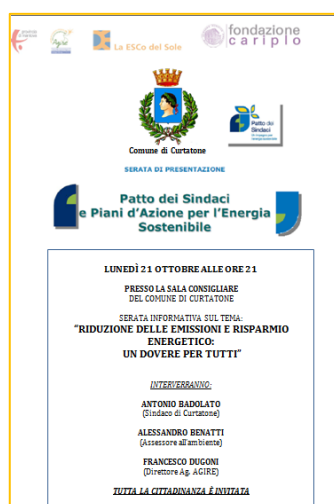 La ESCo del Sole
fondazione
cariplo
Comune di Curtatone
Patto dei
Sindaci
SERATA DI PRESENTAZIONE
Patto dei Sindaci
e Piani d'Azione per l'Energia
Sostenibile
LUNEDÌ 21 OTTOBRE ALLE ORE 21
PRESSO LA SALA CONSIGLIARE
DEL COMUNE DI CURTATONE
SERATA INFORMATIVA SUL TEMA:
"RIDUZIONE DELLE EMISSIONI E RISPARMIO
ENERGETICO:
UN DOVERE PER TUTTI"
INTERVERRANNO:
ANTONIO BADOLATO
(Sindaco di Curtatone)
ALESSANDRO BENATTI
(Assessore all'ambiente)
FRANCESCO DUGONI
(Direttore Ag. AGIRE)
TUTTA LA CITTADINANZA È INVITATA